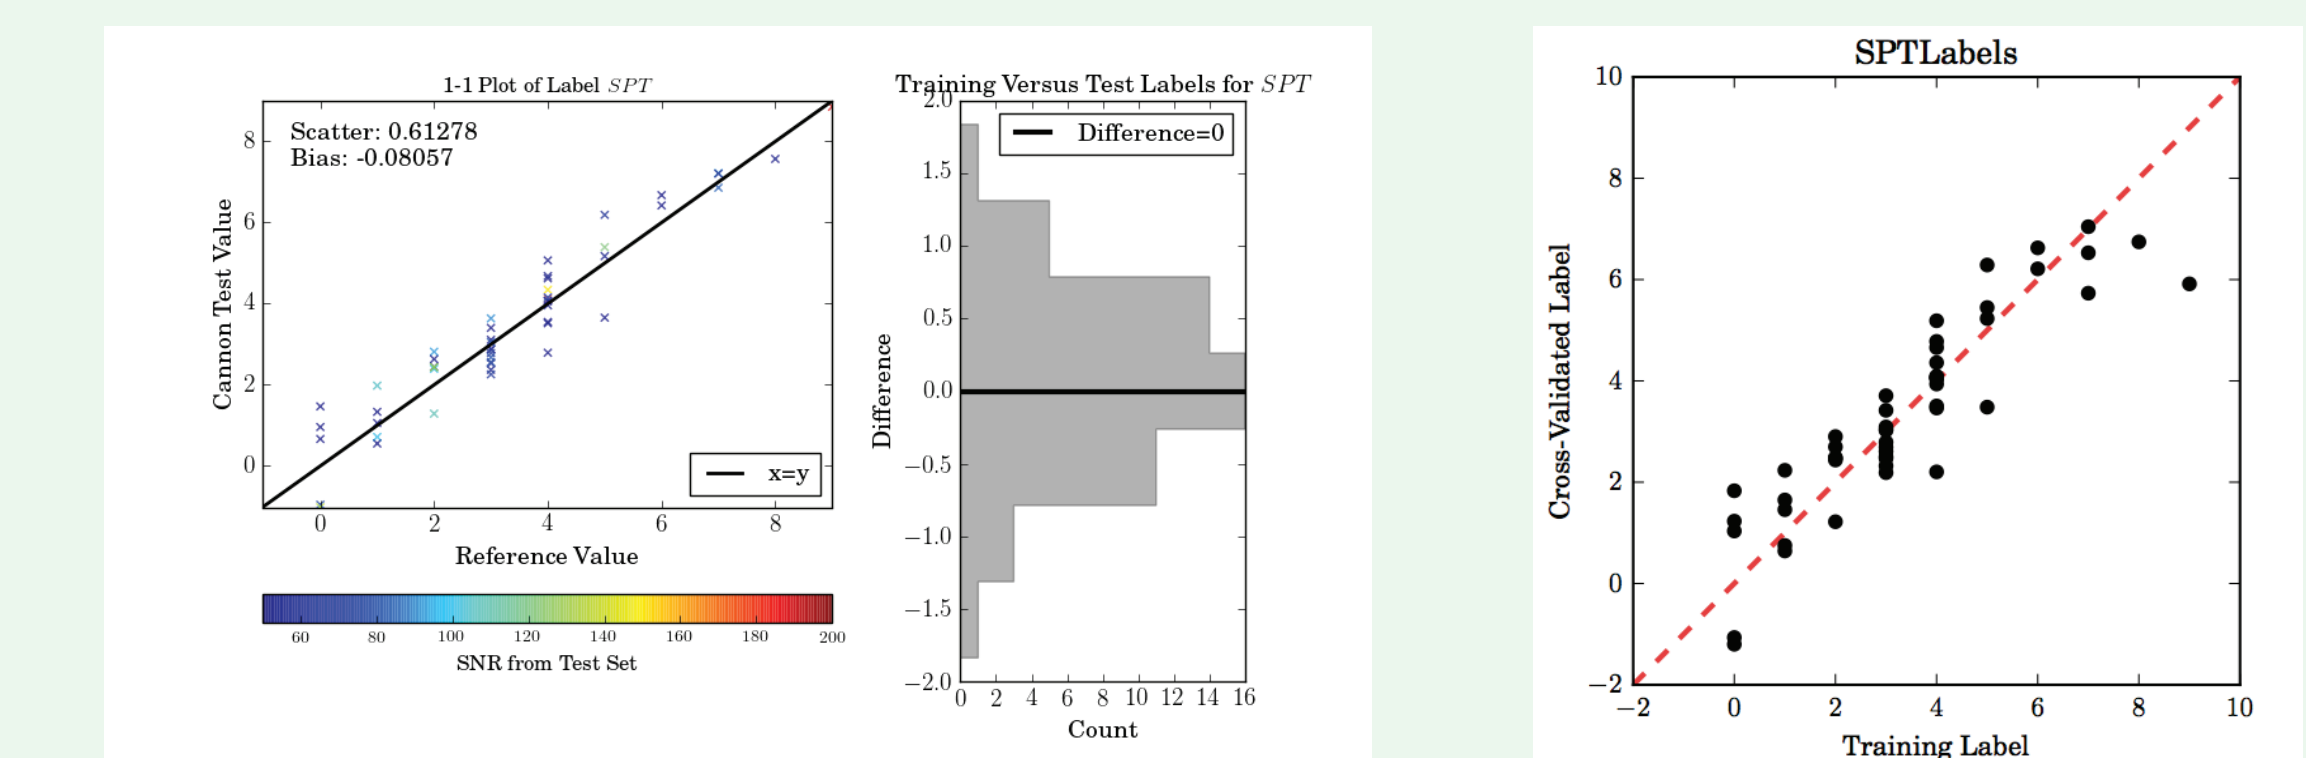 1-1 Plot of Label SPT
Scatter: 0.61278
Bias: -0.08057
8
6
4
2
0
Cannon Test Value
x=y
0 2 4 6 8
Reference Value
60 80 100 120 140 160 180 200
SNR from Test Set
Training Versus Test Labels for SPT
Difference=0
2.0
1.5
1.0
0.5
0.0
−0.5
−1.0
−1.5
−2.0
Difference
0 2 4 6 8 10 12 14 16
Count
SPTLabels
10
8
6
4
2
0
−2
Cross-Validated Label
−2 0 2 4 6 8 10
Training Label